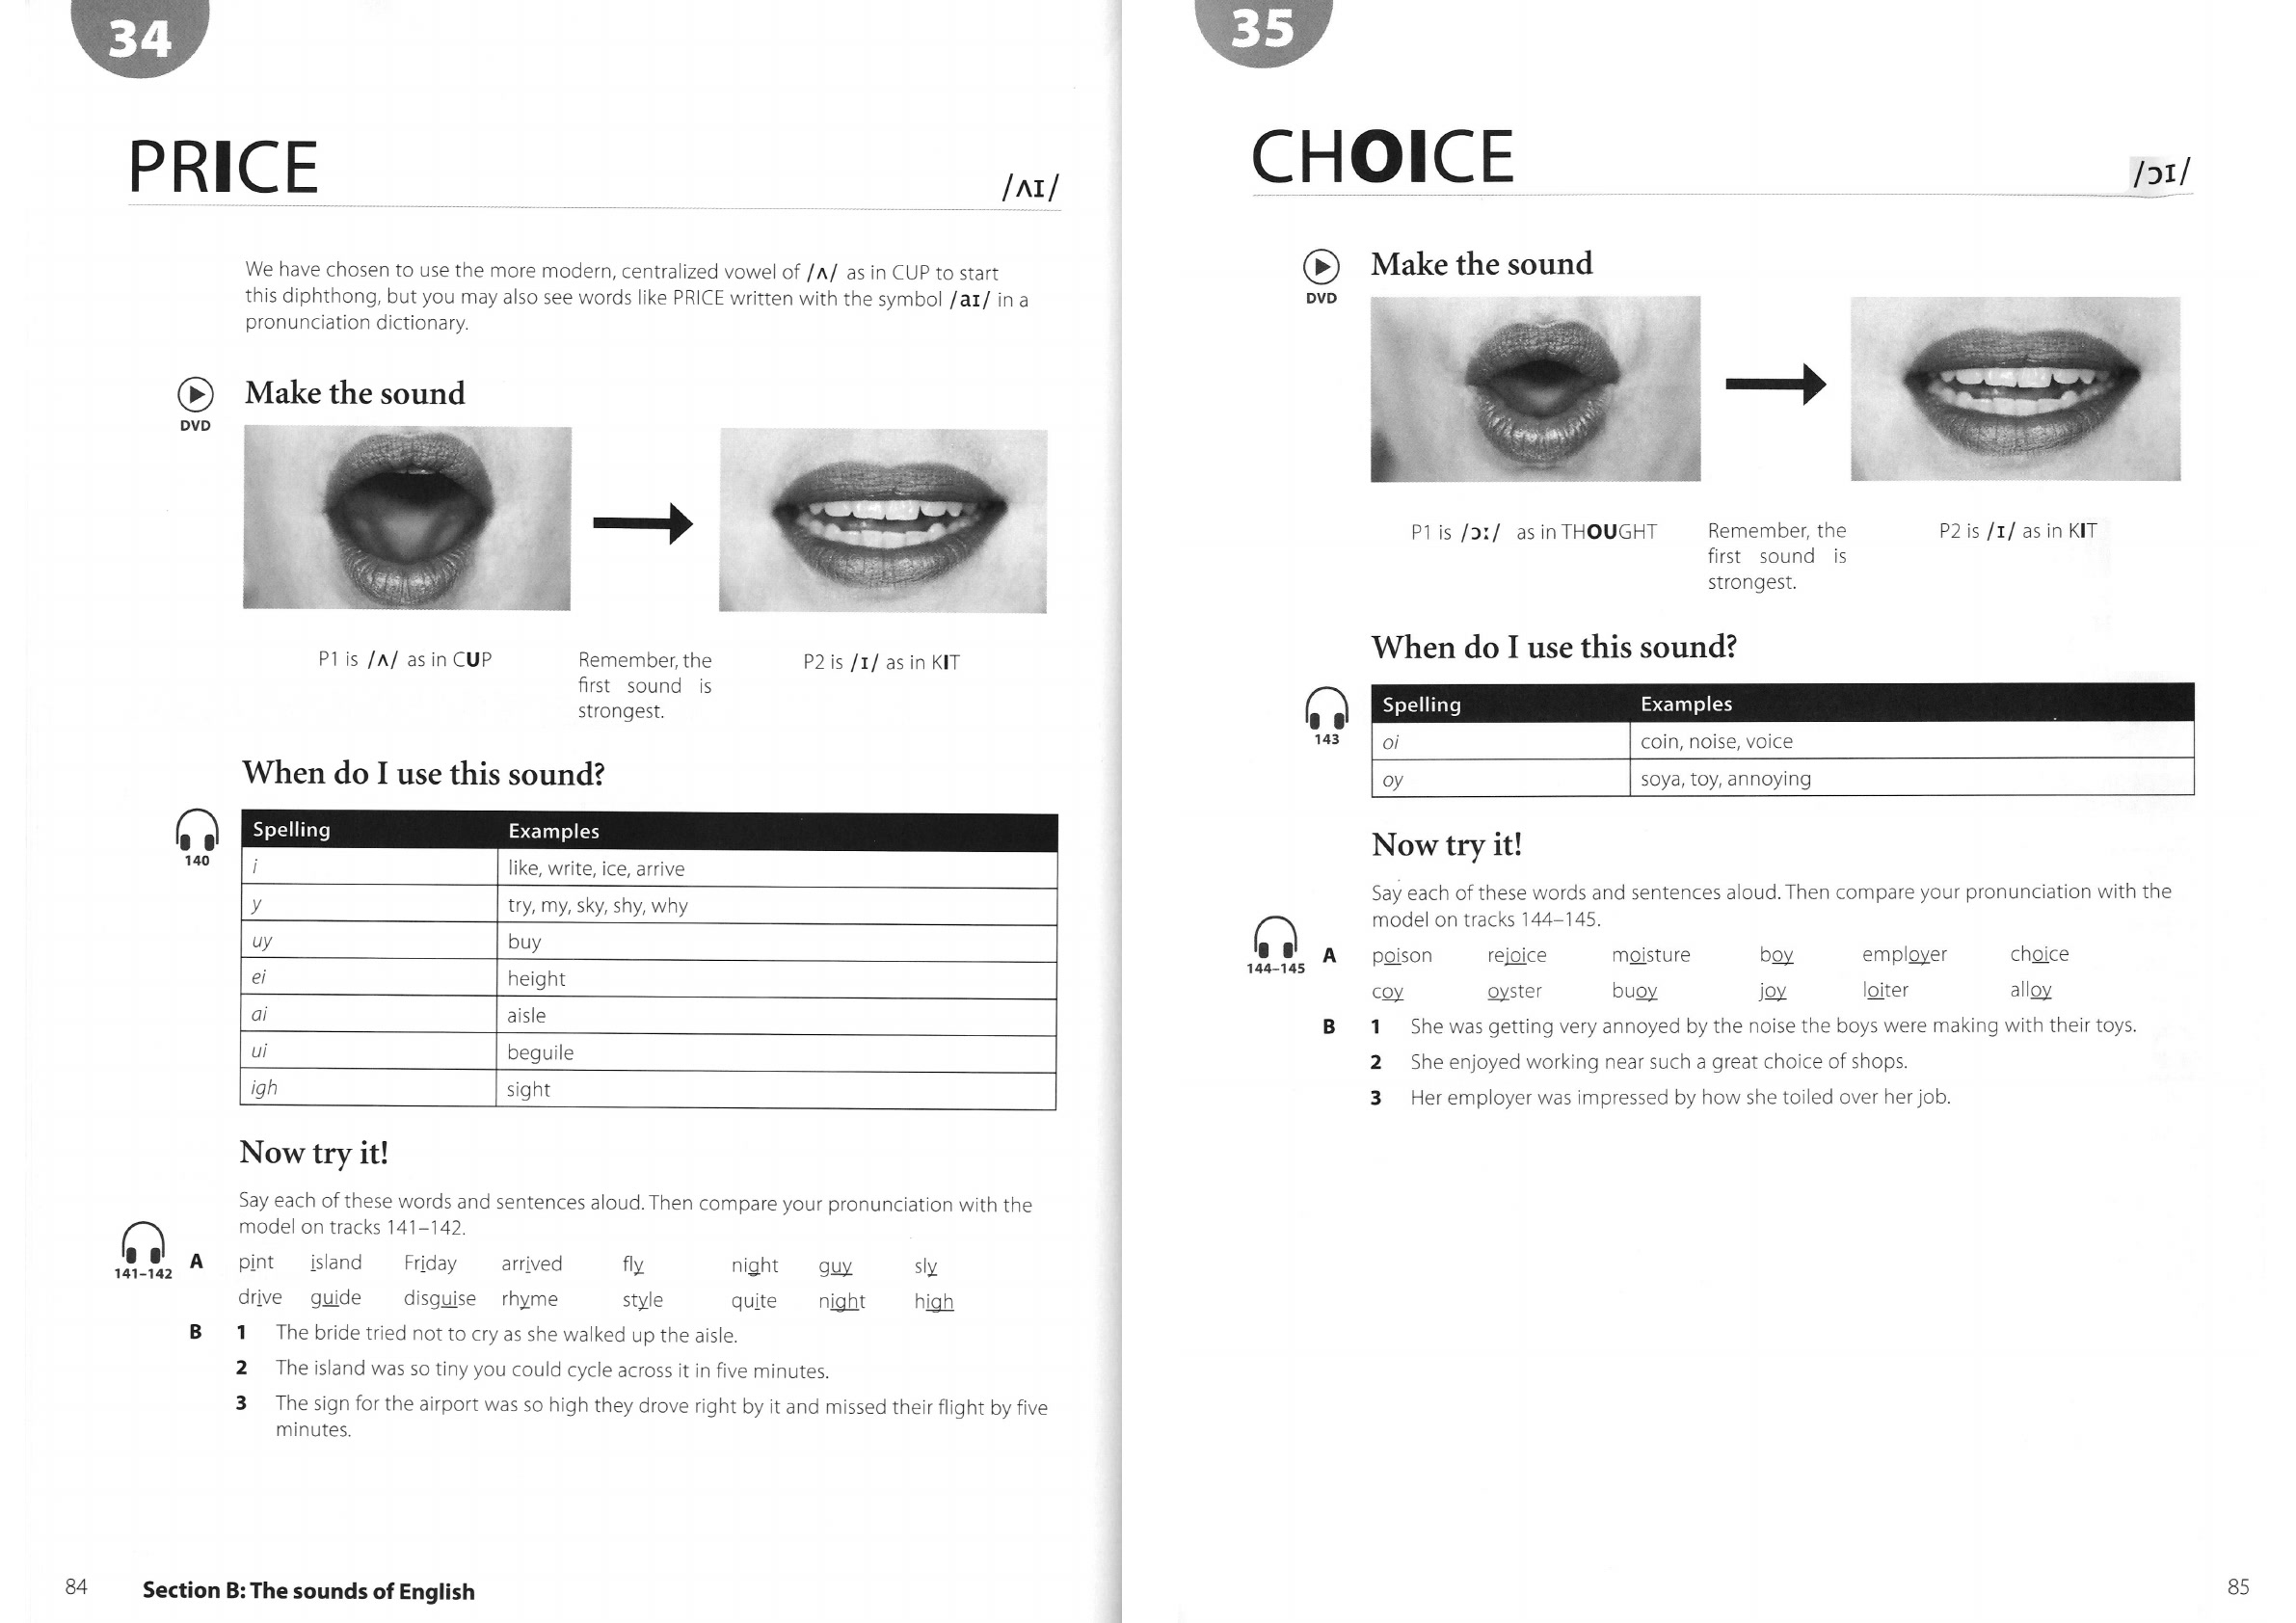 34
PRICE
/ʌɪ/
We have chosen to use the more modern, centralized vowel of /ʌ/ as in CUP to start
this diphthong, but you may also see words like PRICE written with the symbol /aɪ/ in a
pronunciation dictionary.
DVD
Make the sound
P1 is /ʌ/ as in CUP
Remember, the
first sound is
strongest.
P2 is /ɪ/ as in KIT
When do I use this sound?
140
Spelling Examples
i like, write, ice, arrive
y try, my, sky, shy, why
uy buy
ei height
ai aisle
ui beguile
igh sight
Now try it!
Say each of these words and sentences aloud. Then compare your pronunciation with the
model on tracks 141–142.
141–142
A pint island Friday arrived fly night guy sly
drive guide disguise rhyme style quite night high
B 1 The bride tried not to cry as she walked up the aisle.
2 The island was so tiny you could cycle across it in five minutes.
3 The sign for the airport was so high they drove right by it and missed their flight by five
minutes.
84 Section B: The sounds of English
35
CHOICE
/ɔɪ/
DVD
Make the sound
P1 is /ɔː/ as in THOUGHT
Remember, the
first sound is
strongest.
P2 is /ɪ/ as in KIT
When do I use this sound?
143
Spelling Examples
oi coin, noise, voice
oy soya, toy, annoying
Now try it!
Say each of these words and sentences aloud. Then compare your pronunciation with the
model on tracks 144–145.
144–145
A poison rejoice moisture boy employer choice
coy oyster buoy joy loiter alloy
B 1 She was getting very annoyed by the noise the boys were making with their toys.
2 She enjoyed working near such a great choice of shops.
3 Her employer was impressed by how she toiled over her job.
85